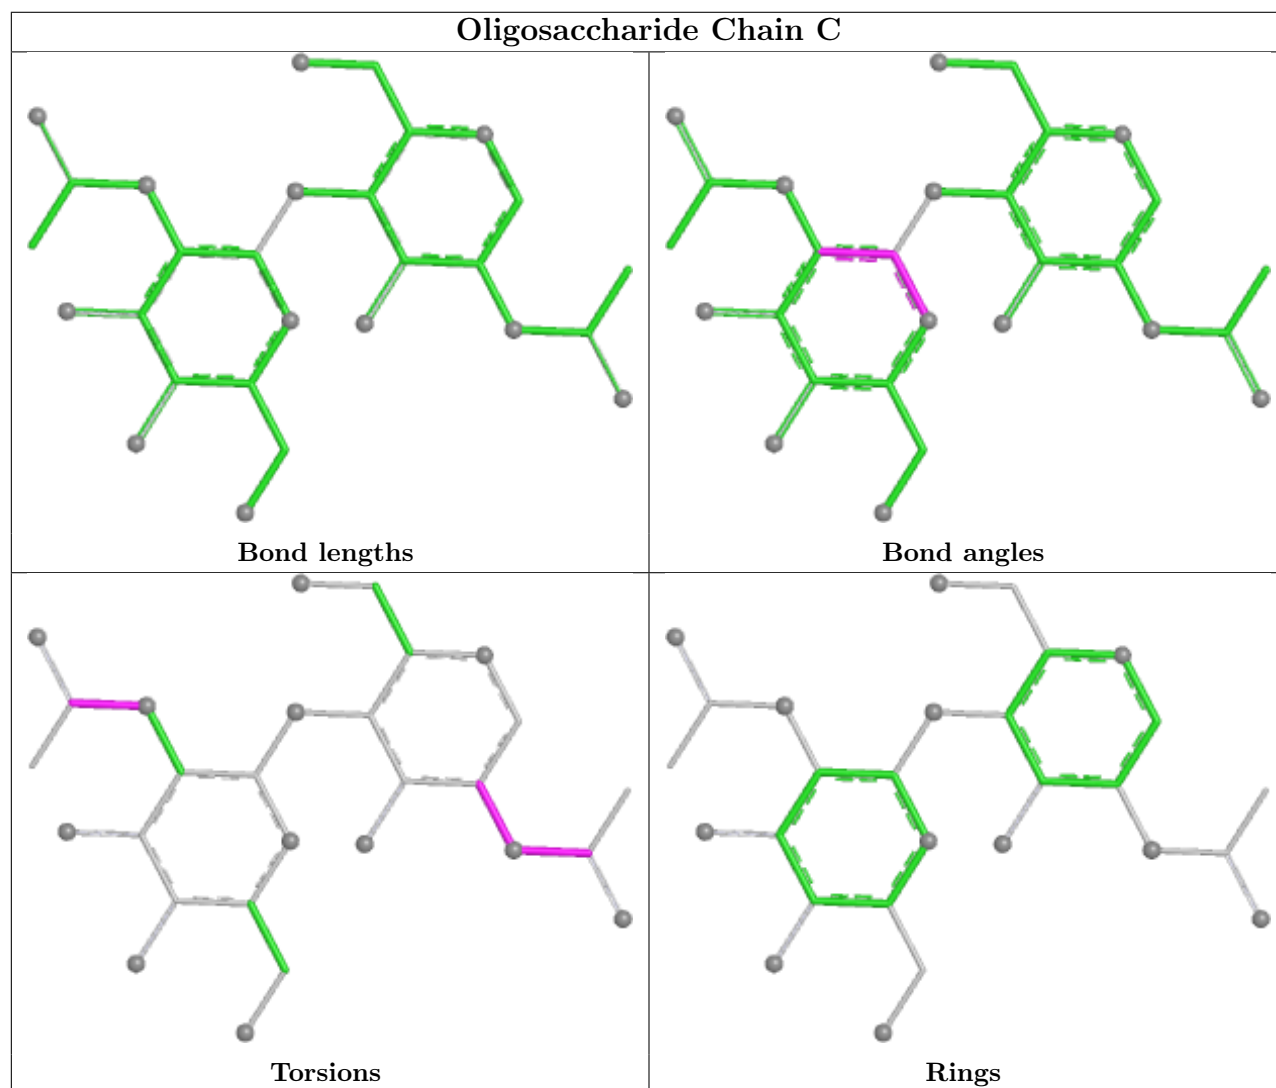 Oligosaccharide Chain C
Bond lengths
Bond angles
Torsions
Rings